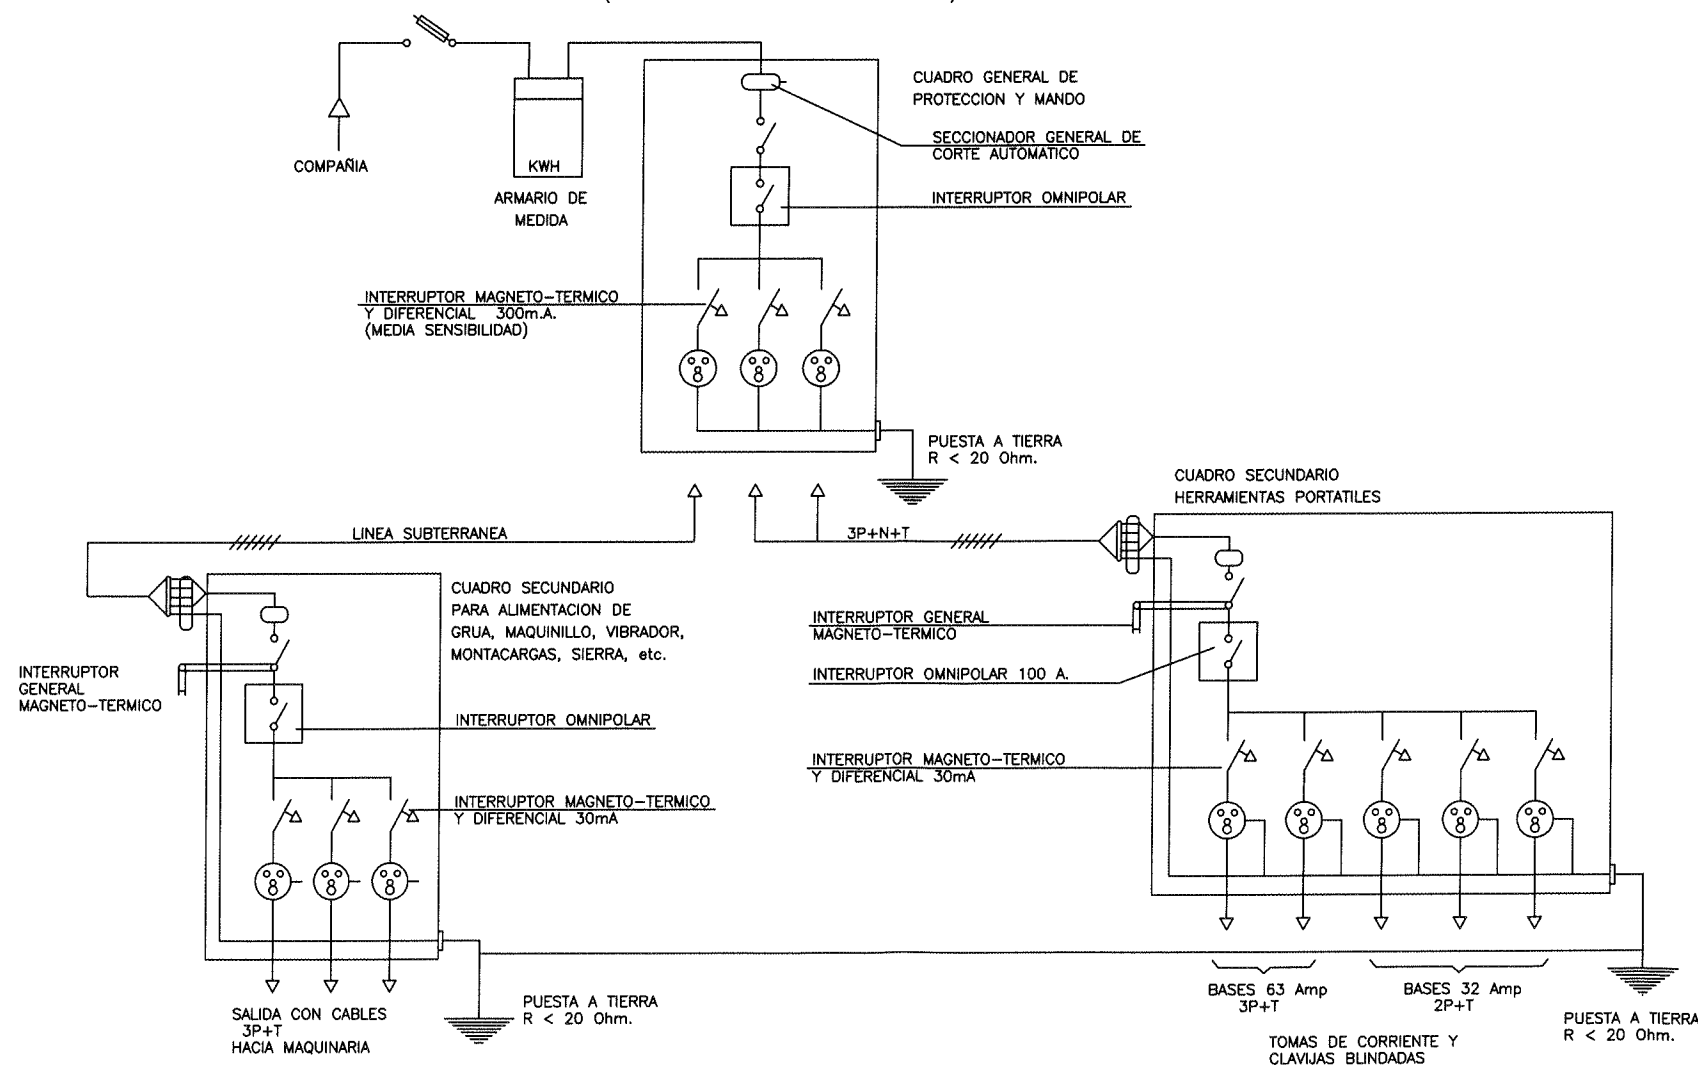 COMPAÑIA
KWH
ARMARIO DE
MEDIDA
CUADRO GENERAL DE
PROTECCION Y MANDO
SECCIONADOR GENERAL DE
CORTE AUTOMATICO
INTERRUPTOR OMNIPOLAR
INTERRUPTOR MAGNETO-TERMICO
Y DIFERENCIAL 300m.A.
(MEDIA SENSIBILIDAD)
PUESTA A TIERRA
R < 20 Ohm.
LINEA SUBTERRANEA
3P+N+T
CUADRO SECUNDARIO
HERRAMIENTAS PORTATILES
CUADRO SECUNDARIO
PARA ALIMENTACION DE
GRUA, MAQUINILLO, VIBRADOR,
MONTACARGAS, SIERRA, etc.
INTERRUPTOR
GENERAL
MAGNETO-TERMICO
INTERRUPTOR OMNIPOLAR
INTERRUPTOR MAGNETO-TERMICO
Y DIFERENCIAL 30mA
INTERRUPTOR GENERAL
MAGNETO-TERMICO
INTERRUPTOR OMNIPOLAR 100 A.
INTERRUPTOR MAGNETO-TERMICO
Y DIFERENCIAL 30mA
SALIDA CON CABLES
3P+T
HACIA MAQUINARIA
PUESTA A TIERRA
R < 20 Ohm.
BASES 63 Amp
3P+T
BASES 32 Amp
2P+T
TOMAS DE CORRIENTE Y
CLAVIJAS BLINDADAS
PUESTA A TIERRA
R < 20 Ohm.